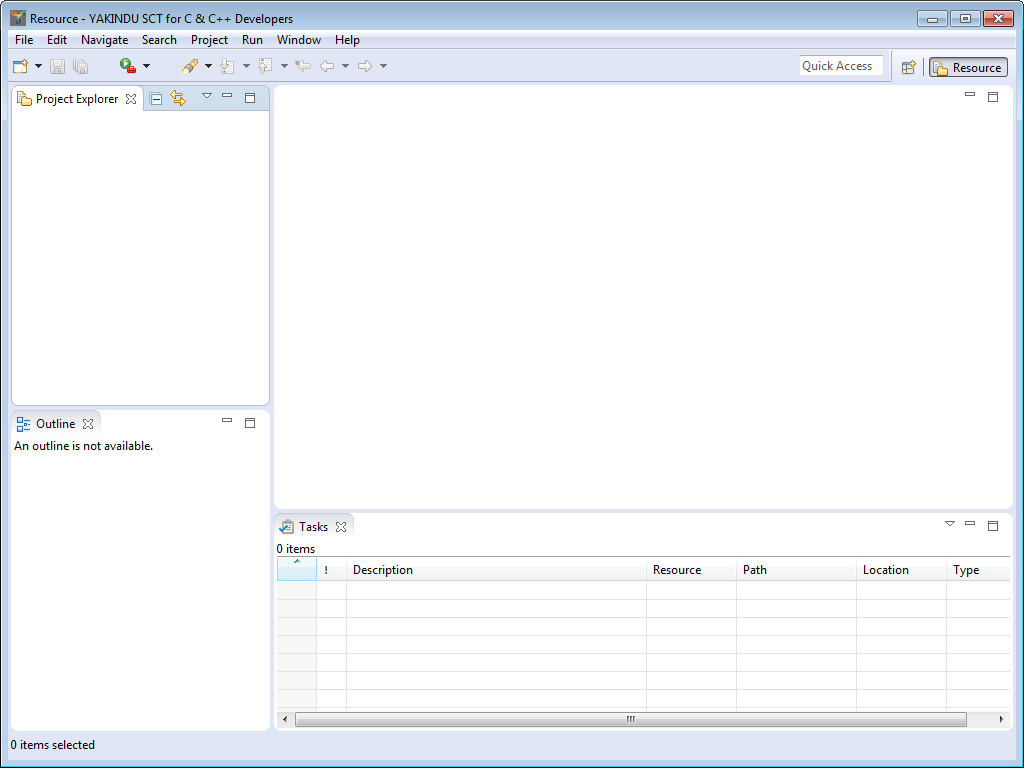 Resource - YAKINDU SCT for C & C++ Developers
File Edit Navigate Search Project Run Window Help
Quick Access Resource
Project Explorer
Outline
An outline is not available.
Tasks
0 items
! Description Resource Path Location Type
0 items selected